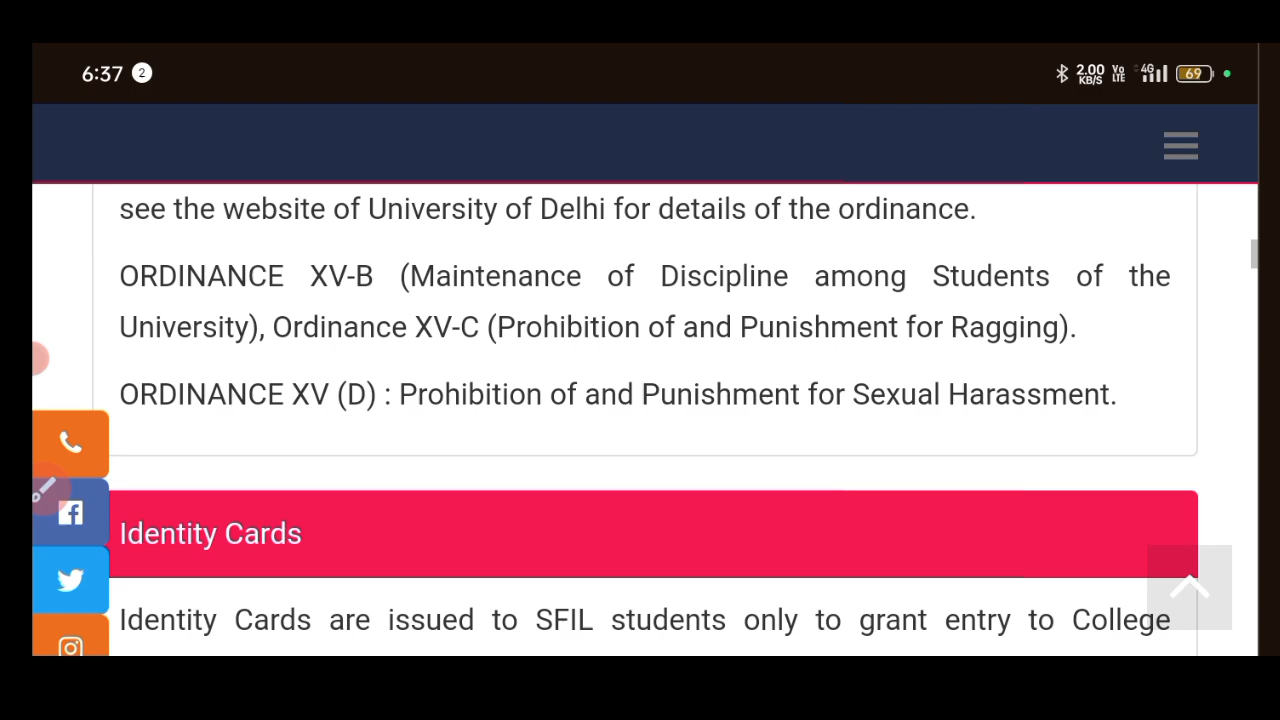 6:37 2 2.00 KB/S Vo LTE 4G 69
see the website of University of Delhi for details of the ordinance.
ORDINANCE XV-B (Maintenance of Discipline among Students of the
University), Ordinance XV-C (Prohibition of and Punishment for Ragging).
ORDINANCE XV (D) : Prohibition of and Punishment for Sexual Harassment.
Identity Cards
Identity Cards are issued to SFIL students only to grant entry to College